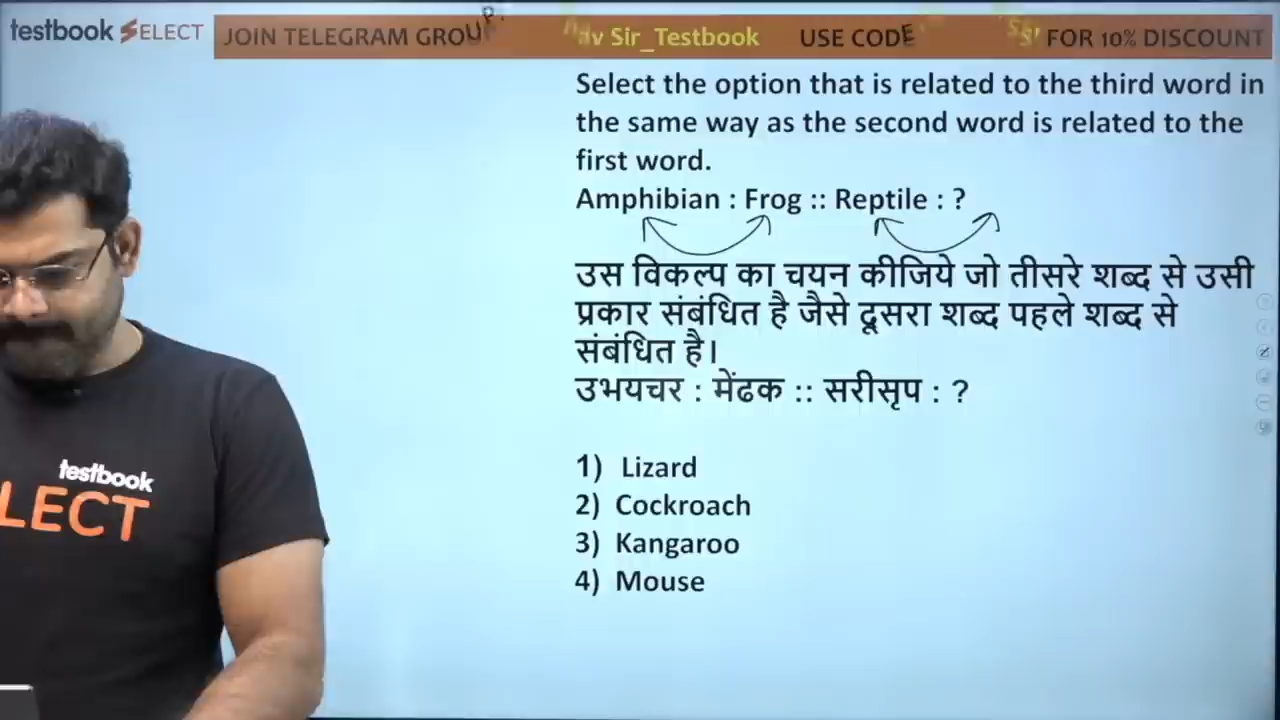 testbook SELECT
JOIN TELEGRAM GROUP Sir_Testbook USE CODE FOR 10% DISCOUNT
Select the option that is related to the third word in
the same way as the second word is related to the
first word.
Amphibian : Frog :: Reptile : ?
उस विकल्प का चयन कीजिये जो तीसरे शब्द से उसी
प्रकार संबंधित है जैसे दूसरा शब्द पहले शब्द से
संबंधित है।
उभयचर : मेंढक :: सरीसृप : ?
1) Lizard
2) Cockroach
3) Kangaroo
4) Mouse
testbook
LECT